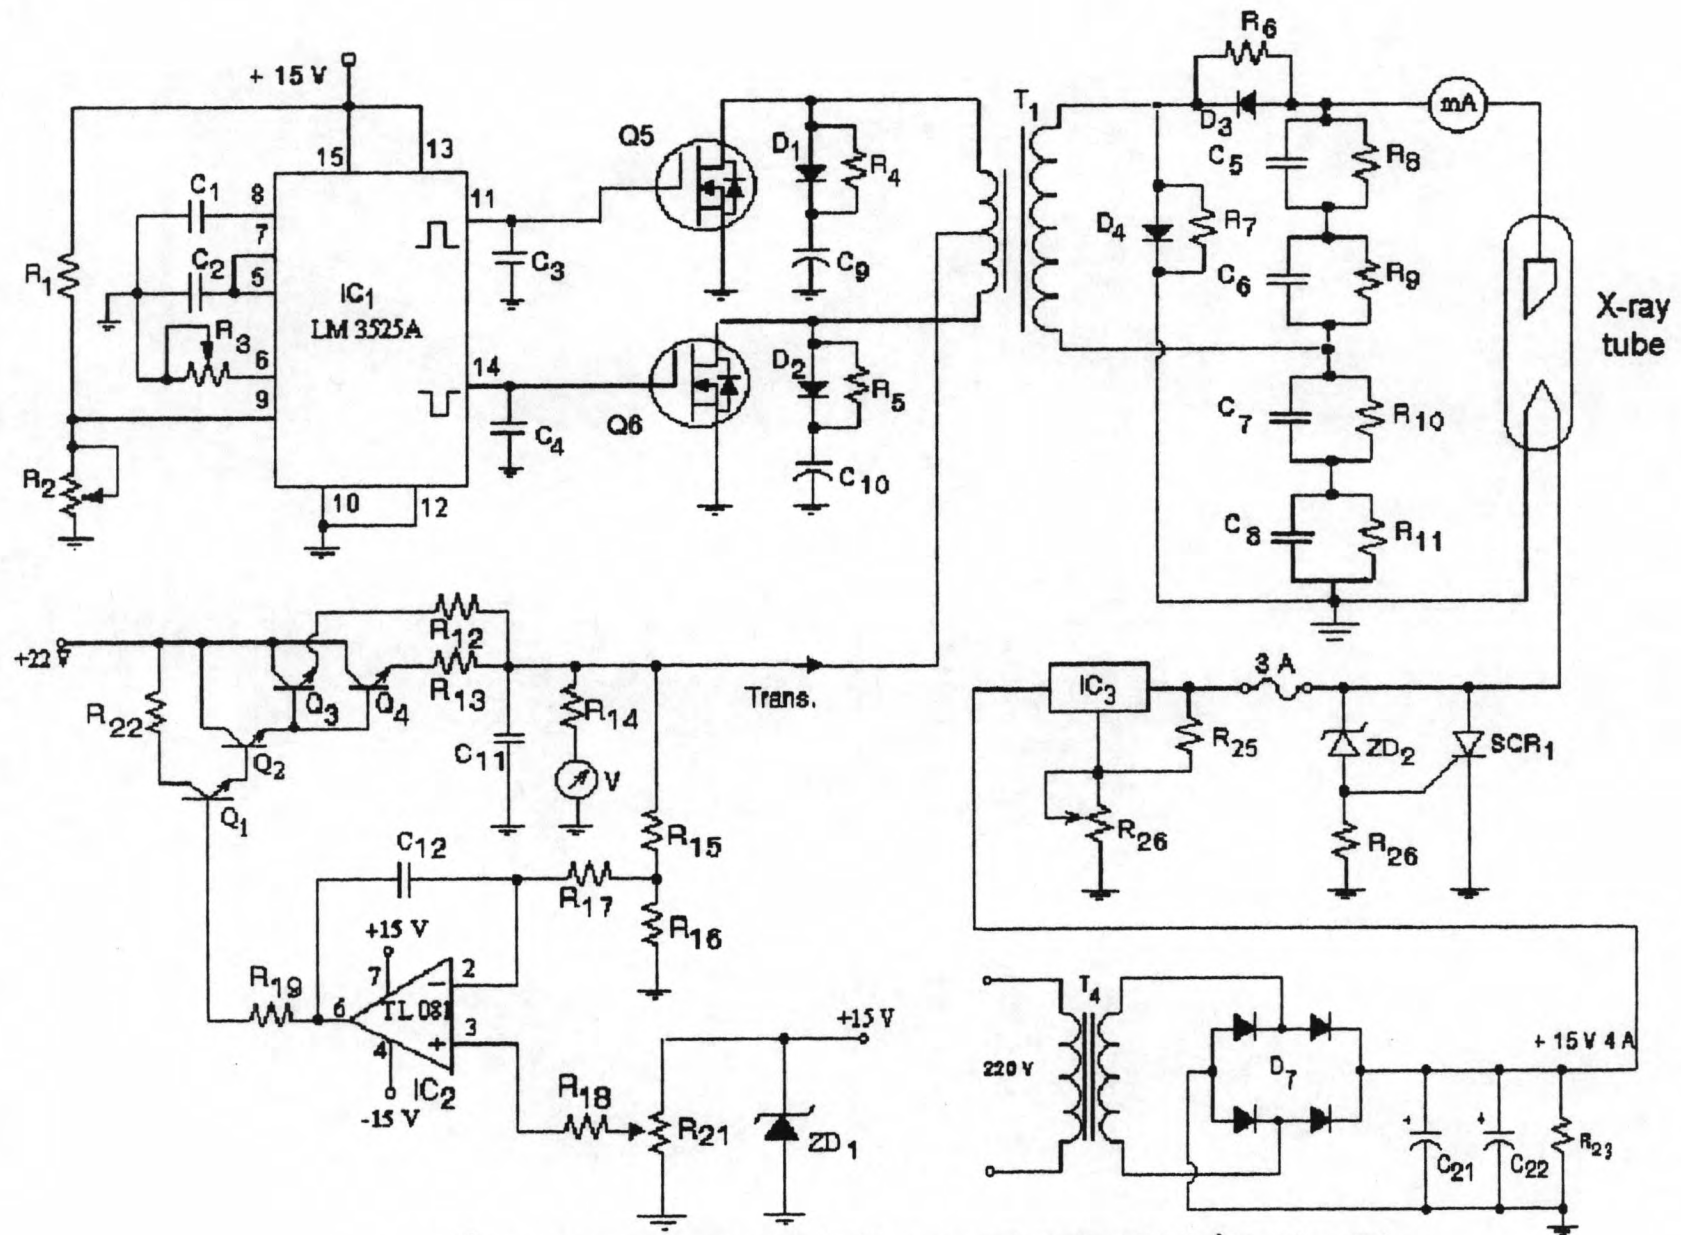 + 15 V
15
13
R1
C1
8
7
C2
5
R3
6
9
R2
IC1
LM 3525A
11
14
10
12
C3
C4
Q5
Q6
D1
R4
C9
D2
R5
C10
T1
R6
D3
mA
C5
R8
D4
R7
C6
R9
C7
R10
C8
R11
X-ray
tube
+22 V
R12
R13
R22
Q3
Q4
Q2
Q1
C11
R14
V
Trans.
R15
R17
R16
C12
+15 V
7
2
TL 081
6
3
4
-15 V
IC2
R19
R18
R21
ZD1
+15 V
IC3
3 A
R25
R26
ZD2
SCR1
R26
T4
220 V
D7
+ 15 V 4 A
+
C21
+
C22
R23